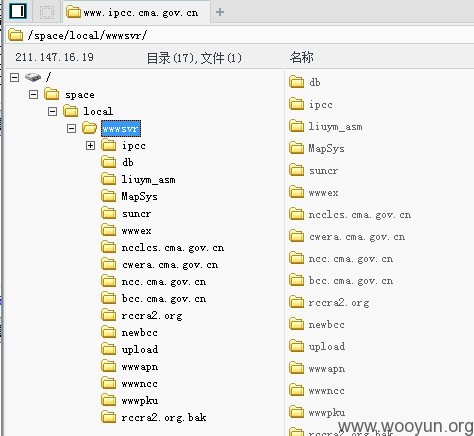 www.ipcc.cma.gov.cn
/space/local/wwwsvr/
211.147.16.19
目录(17),文件(1)
名称
/
space
local
wwwsvr
ipcc
db
liuym_asm
MapSys
suncr
wwwex
ncclcs.cma.gov.cn
cwera.cma.gov.cn
ncc.cma.gov.cn
bcc.cma.gov.cn
rccra2.org
newbcc
upload
wwwapn
wwwncc
wwwpku
rccra2.org.bak
db
ipcc
liuym_asm
MapSys
suncr
wwwex
ncclcs.cma.gov.cn
cwera.cma.gov.cn
ncc.cma.gov.cn
bcc.cma.gov.cn
rccra2.org
newbcc
upload
wwwapn
wwwncc
wwwpku
www.wooyun.org